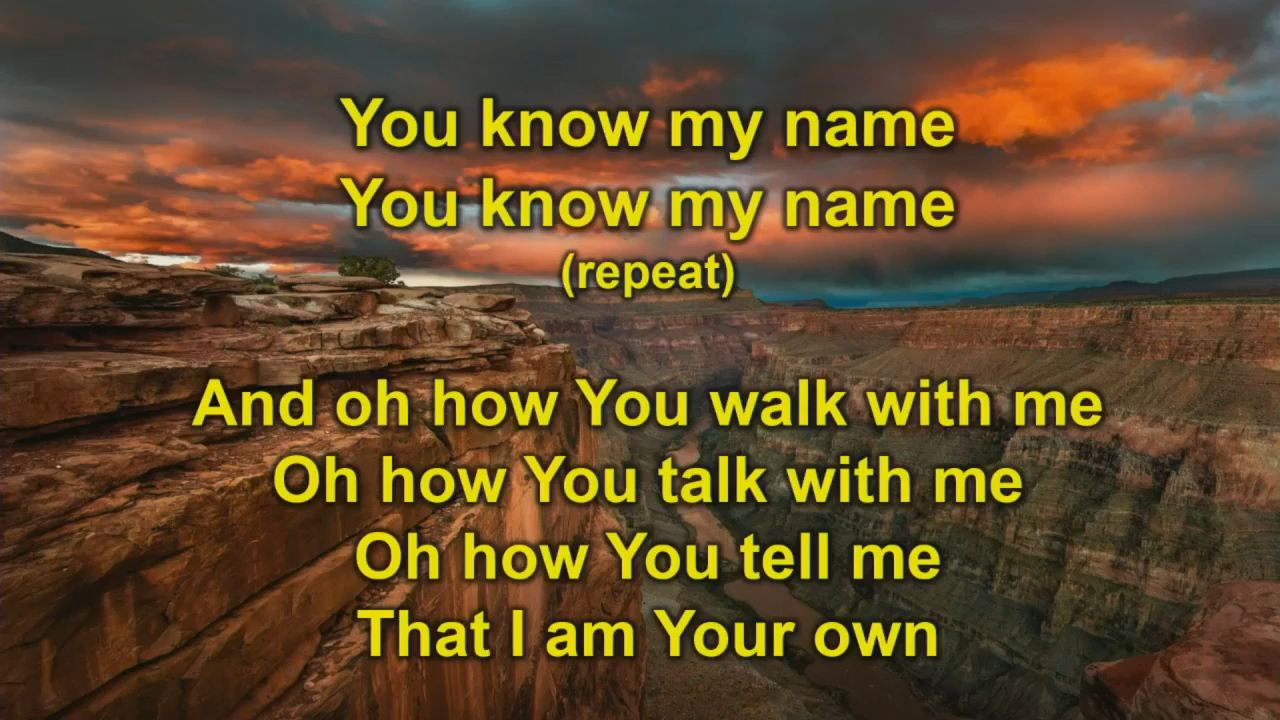 You know my name
You know my name
(repeat)
And oh how You walk with me
Oh how You talk with me
Oh how You tell me
That I am Your own